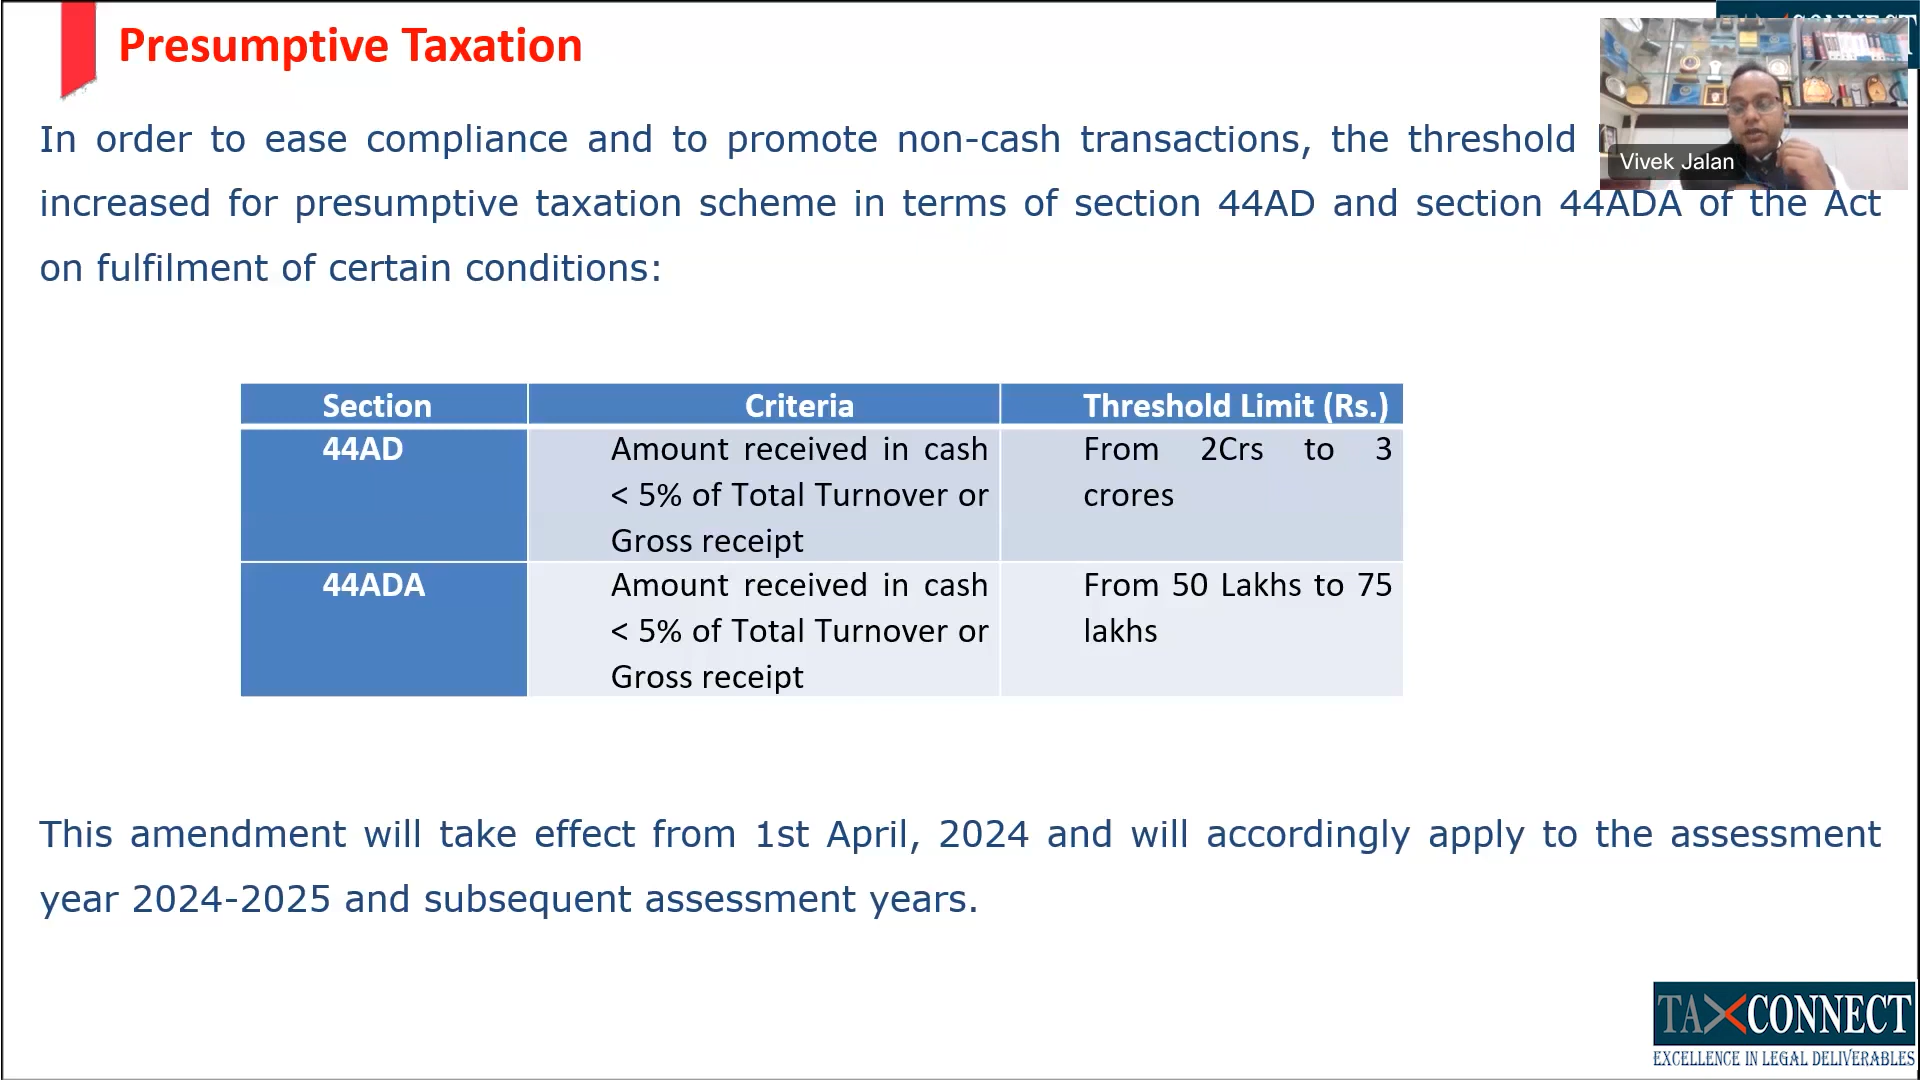 Presumptive Taxation
In order to ease compliance and to promote non-cash transactions, the threshold
increased for presumptive taxation scheme in terms of section 44AD and section 44ADA of the Act
on fulfilment of certain conditions:
Vivek Jalan
Section Criteria Threshold Limit (Rs.)
44AD
Amount received in cash
< 5% of Total Turnover or
Gross receipt
From 2Crs to 3
crores
44ADA
Amount received in cash
< 5% of Total Turnover or
Gross receipt
From 50 Lakhs to 75
lakhs
This amendment will take effect from 1st April, 2024 and will accordingly apply to the assessment
year 2024-2025 and subsequent assessment years.
TAXCONNECT
EXCELLENCE IN LEGAL DELIVERABLES